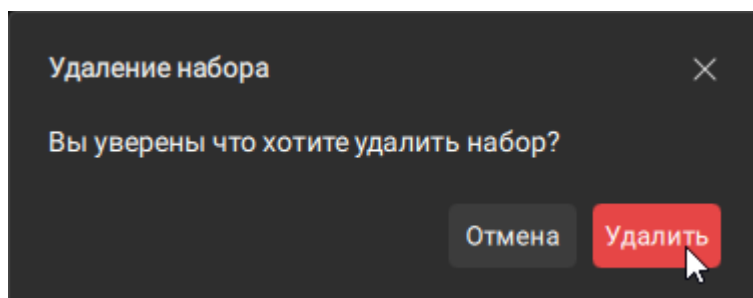 Удаление набора
Вы уверены что хотите удалить набор?
Отмена Удалить